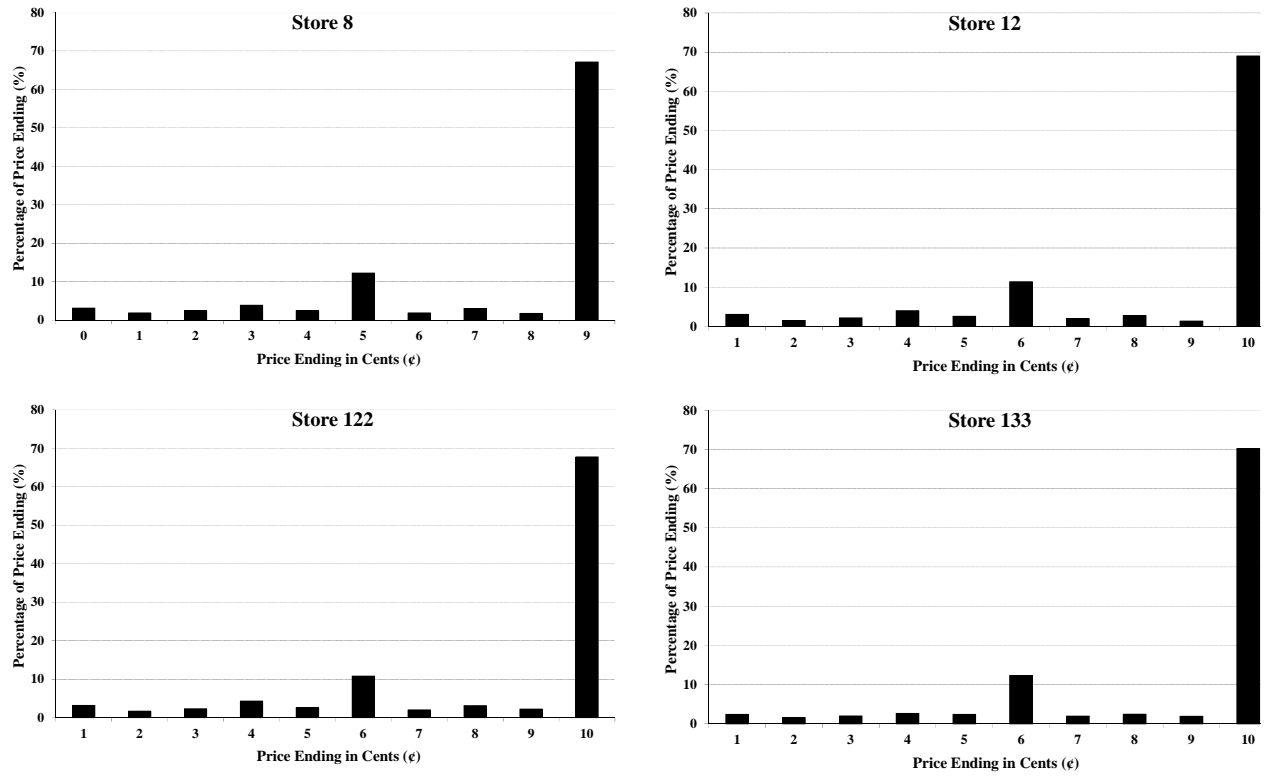 Store 8
Percentage of Price Ending (%)
80
70
60
50
40
30
20
10
0
0 1 2 3 4 5 6 7 8 9
Price Ending in Cents (¢)
Store 12
Percentage of Price Ending (%)
80
70
60
50
40
30
20
10
0
1 2 3 4 5 6 7 8 9 10
Price Ending in Cents (¢)
Store 122
Percentage of Price Ending (%)
80
70
60
50
40
30
20
10
0
1 2 3 4 5 6 7 8 9 10
Price Ending in Cents (¢)
Store 133
Percentage of Price Ending (%)
80
70
60
50
40
30
20
10
0
1 2 3 4 5 6 7 8 9 10
Price Ending in Cents (¢)